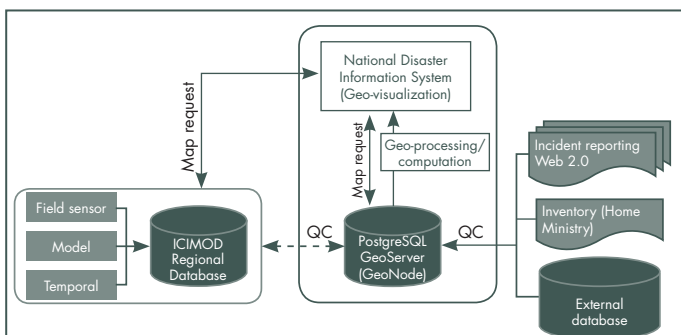 National Disaster
Information System
(Geo-visualization)
Map request
Map request
Geo-processing/
computation
Incident reporting
Web 2.0
Field sensor
Model
Temporal
ICIMOD
Regional
Database
QC
PostgreSQL
GeoServer
(GeoNode)
QC
Inventory (Home
Ministry)
External
database